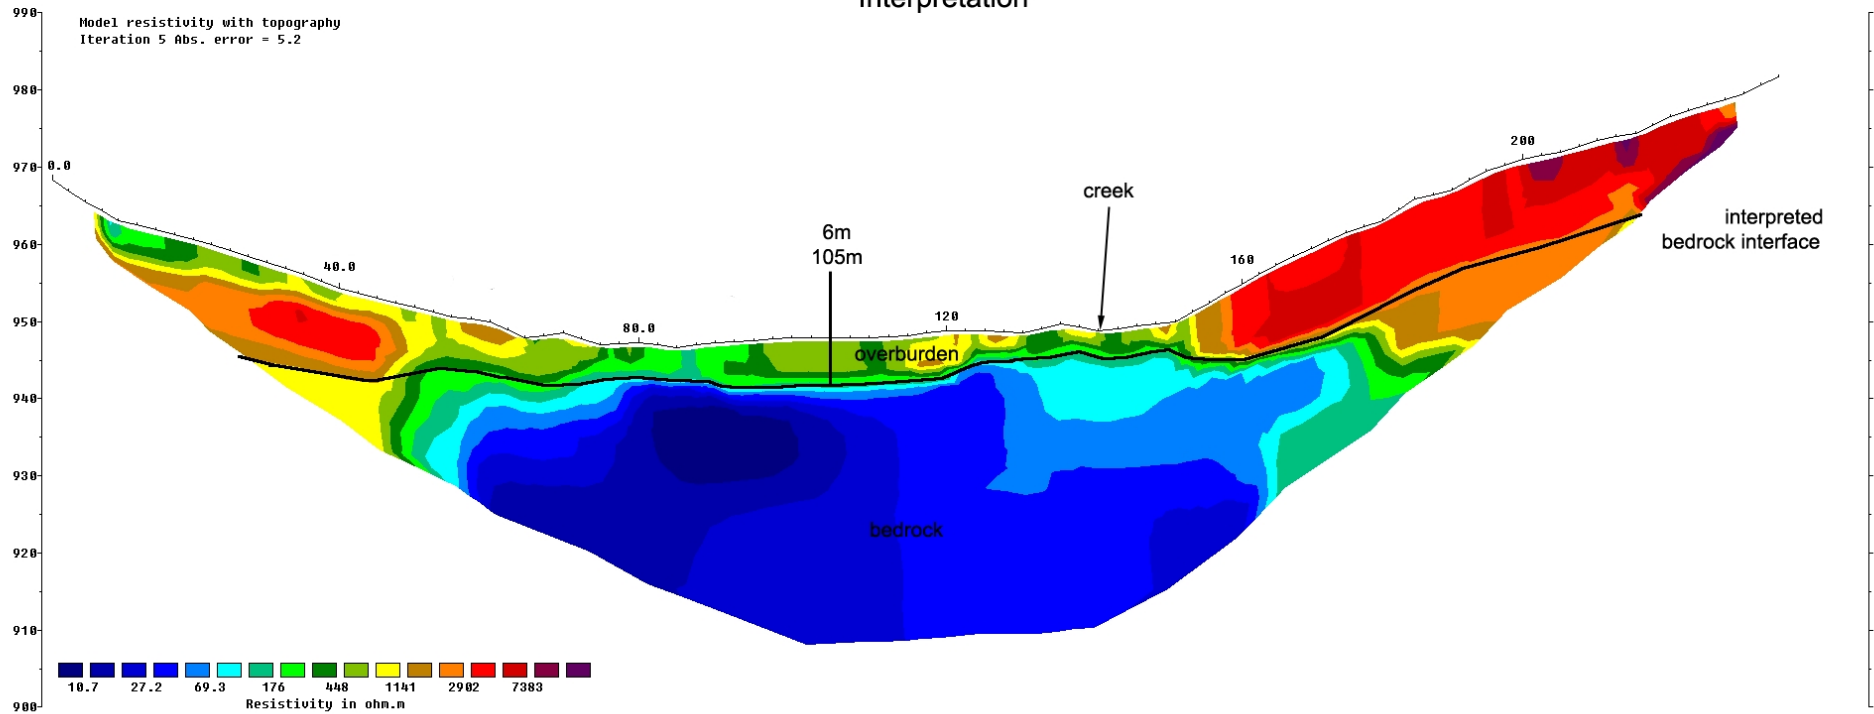 Interpretation
Model resistivity with topography
Iteration 5 Abs. error = 5.2
990
980
970
960
950
940
930
920
910
900
0.0
40.0
80.0
120
160
200
6m
105m
creek
interpreted
bedrock interface
overburden
bedrock
10.7 27.2 69.3 176 448 1141 2902 7383
Resistivity in ohm.m